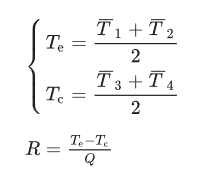 T_e = (T̅_1 + T̅_2) / 2
T_c = (T̅_3 + T̅_4) / 2
R = (T_e − T_c) / Q